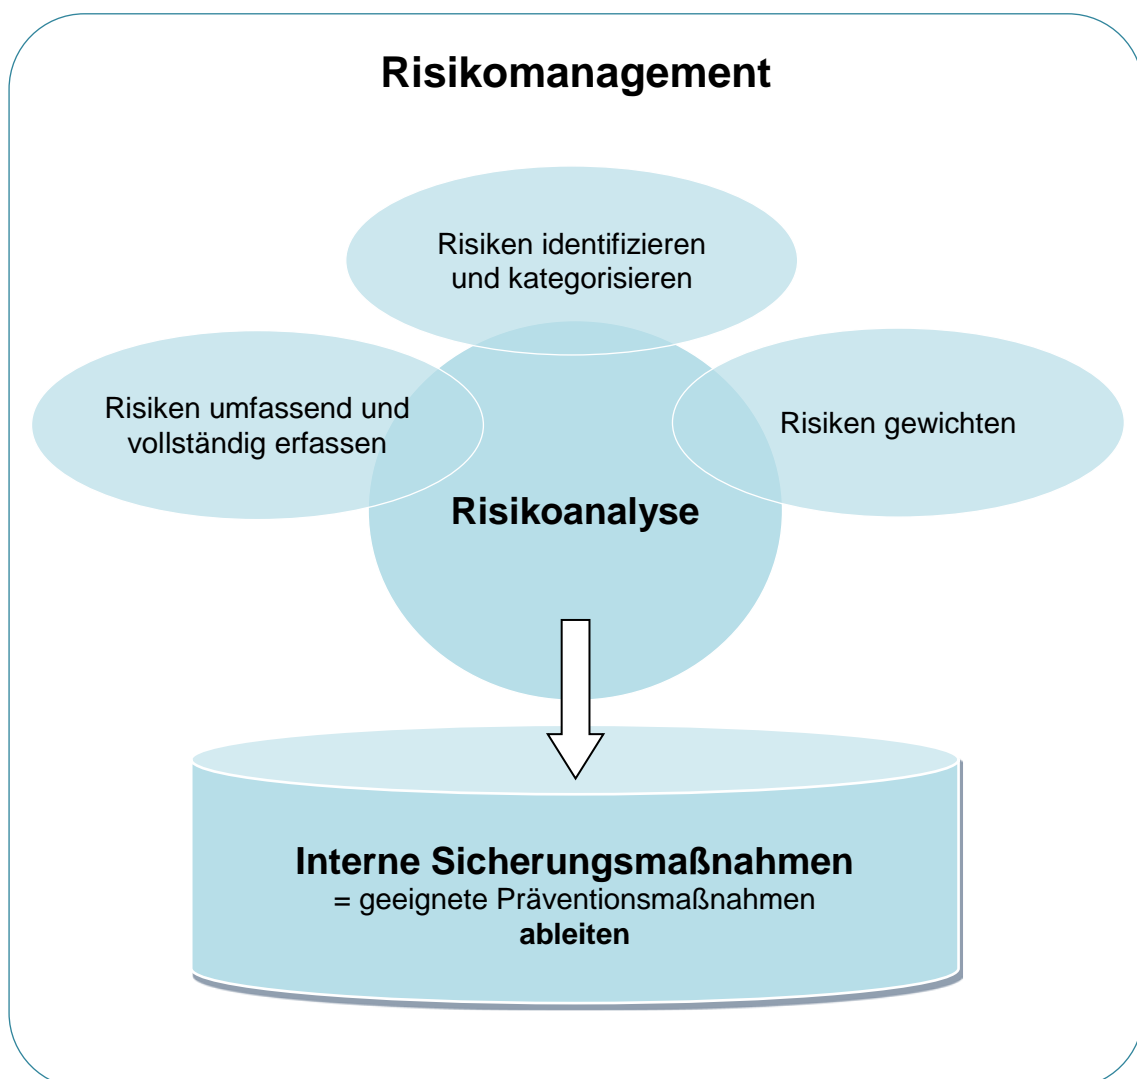 Risikomanagement
Risiken identifizieren
und kategorisieren
Risiken umfassend und
vollständig erfassen
Risiken gewichten
Risikoanalyse
Interne Sicherungsmaßnahmen
= geeignete Präventionsmaßnahmen
ableiten